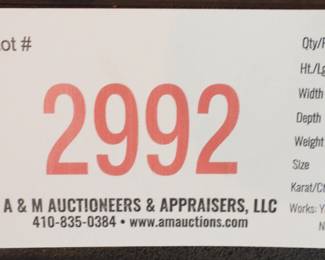 Lot #
2992
A & M AUCTIONEERS & APPRAISERS, LLC
410-835-0384 • www.amauctions.com
Qty/
Ht./Lg
Width
Depth
Weight
Size
Karat/
Works: